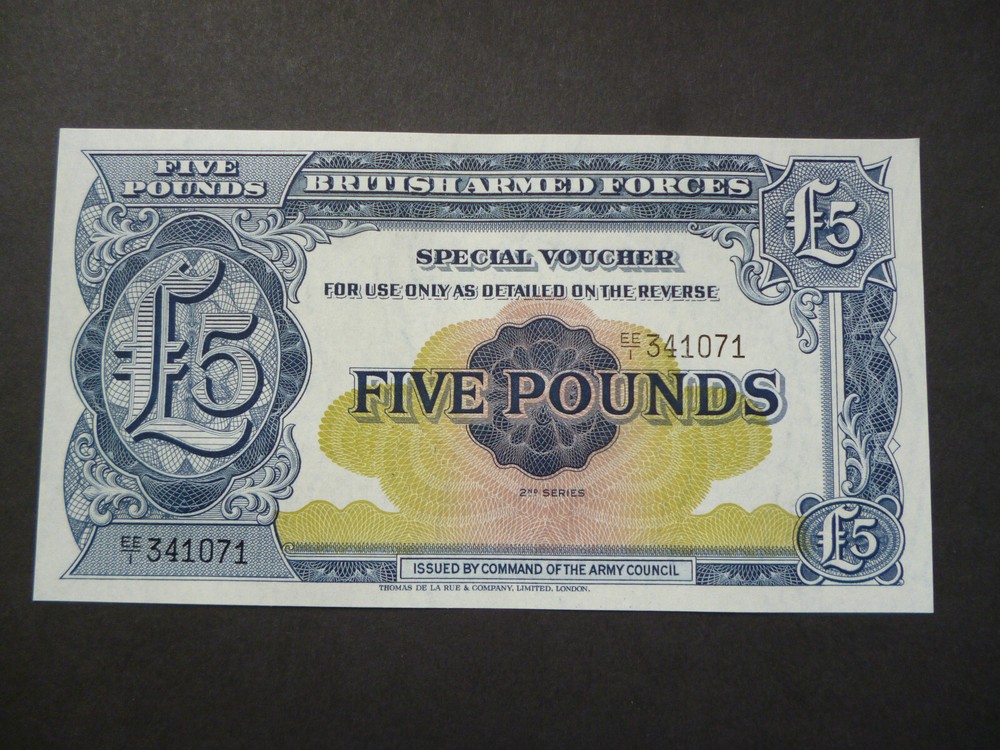 FIVE
POUNDS
BRITISH ARMED FORCES
£5
SPECIAL VOUCHER
FOR USE ONLY AS DETAILED ON THE REVERSE
£5
EE/1 341071
FIVE POUNDS
2ND SERIES
EE/1 341071
£5
ISSUED BY COMMAND OF THE ARMY COUNCIL
THOMAS DE LA RUE & COMPANY, LIMITED, LONDON.